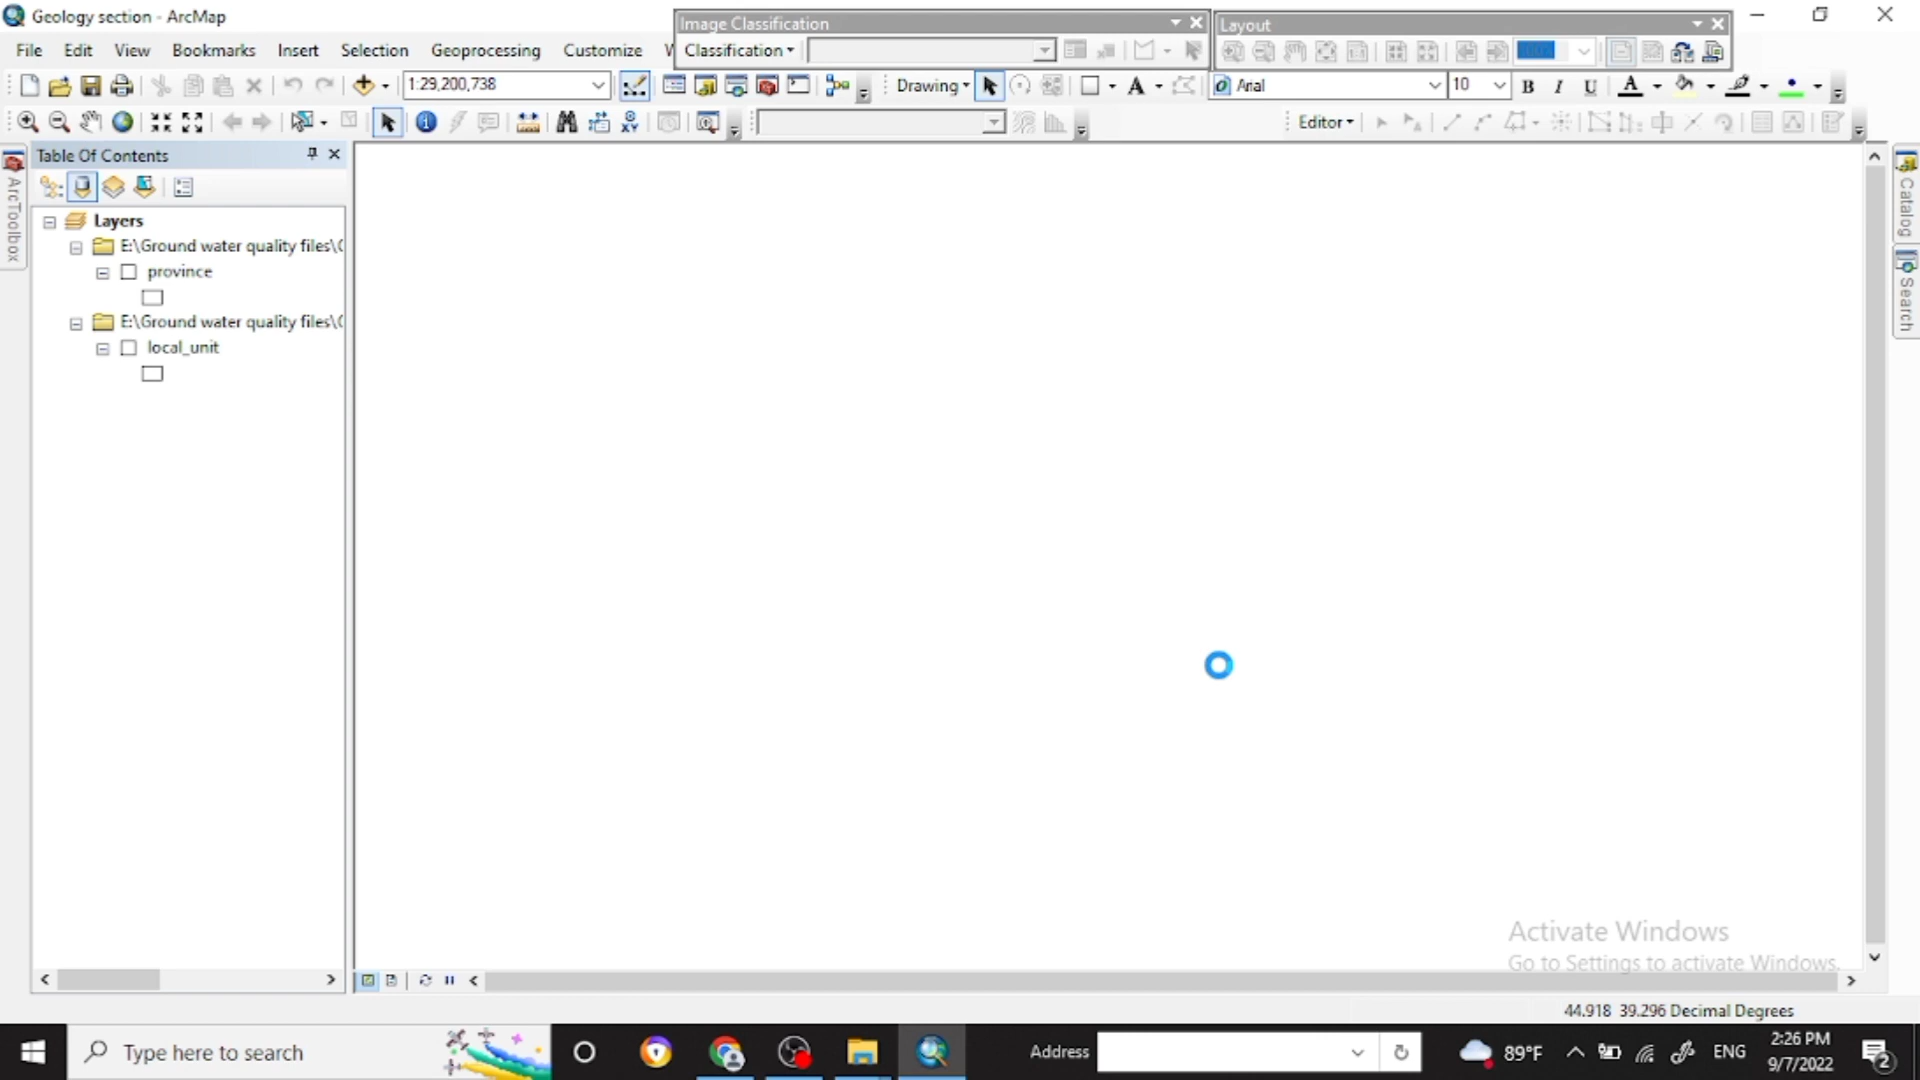 Geology section - ArcMap
Image Classification
Layout
File Edit View Bookmarks Insert Selection Geoprocessing Customize
Classification
1:29,200,738
Drawing
A
Arial
10
B I U A
Editor
Table Of Contents
ArcToolbox
Layers
E:\Ground water quality files\
province
E:\Ground water quality files\
local_unit
Catalog
Search
Activate Windows
Go to Settings to activate Windows.
44.918 39.296 Decimal Degrees
Type here to search
Address
89°F
ENG
2:26 PM
9/7/2022
2